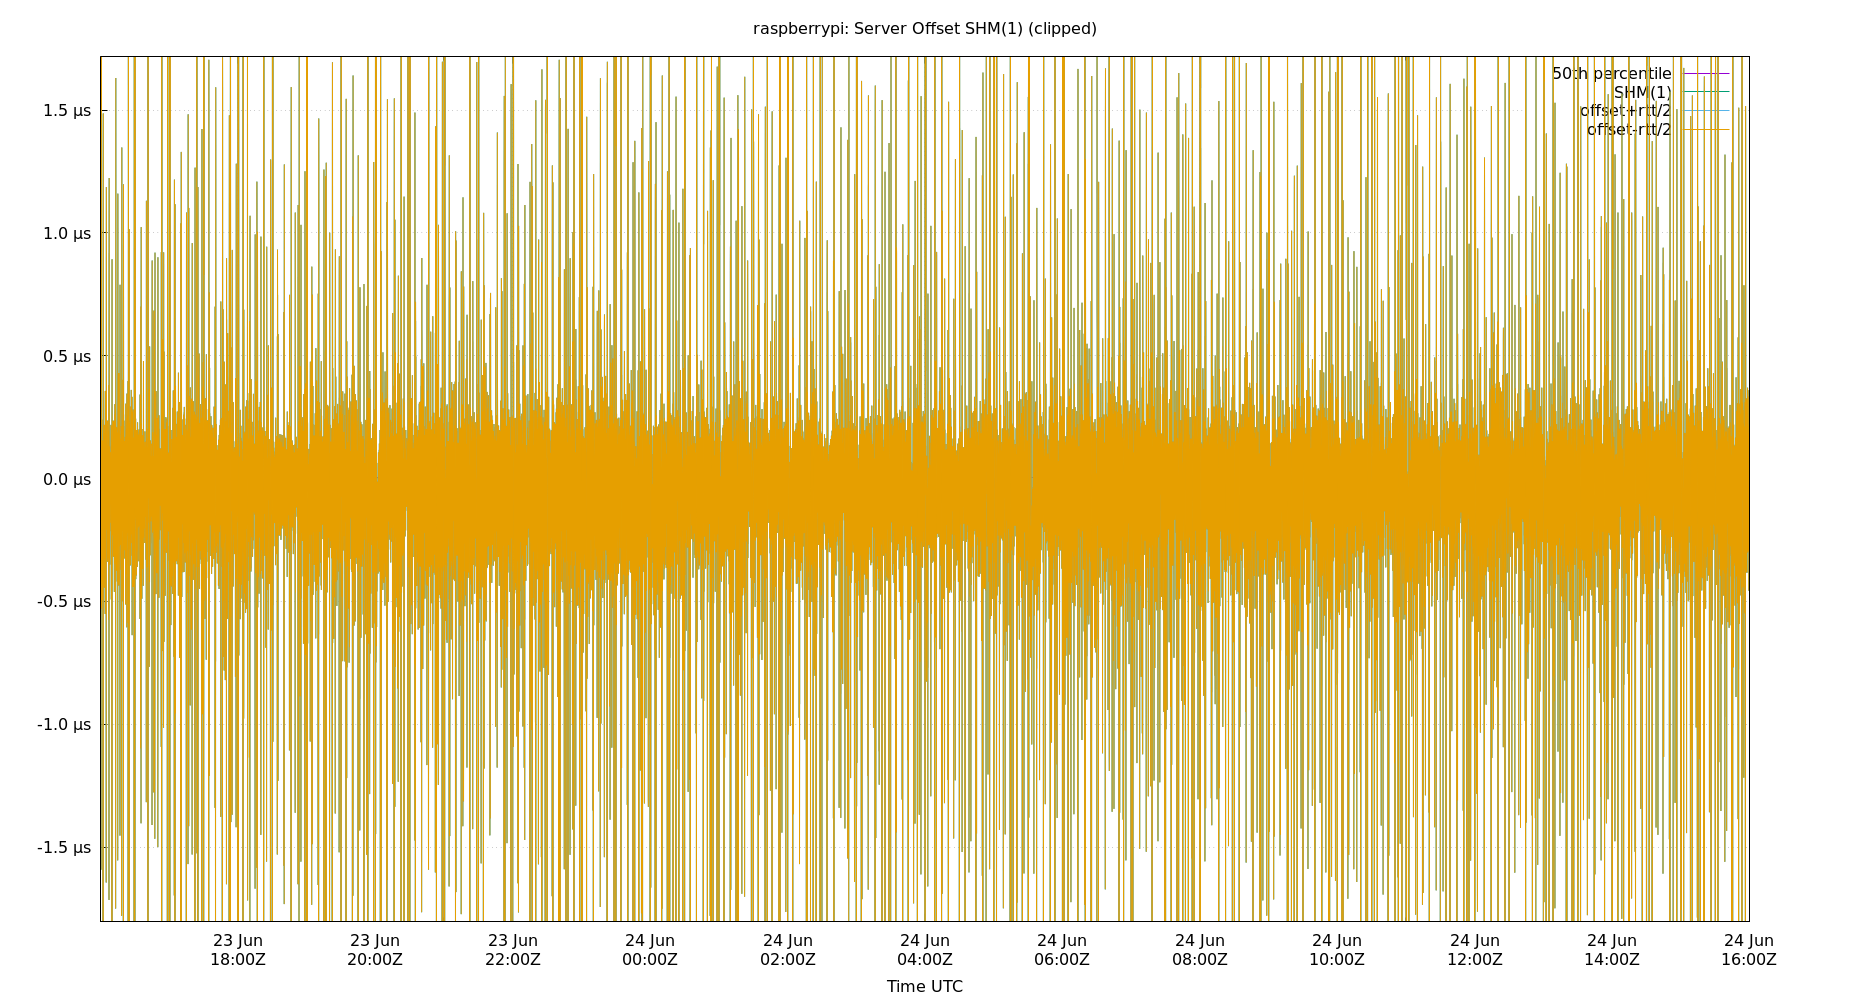 raspberrypi: Server Offset SHM(1) (clipped)
50th percentile
SHM(1)
offset+rtt/2
offset-rtt/2
1.5 µs
1.0 µs
0.5 µs
0.0 µs
-0.5 µs
-1.0 µs
-1.5 µs
23 Jun 23 Jun 23 Jun 24 Jun 24 Jun 24 Jun 24 Jun 24 Jun 24 Jun 24 Jun 24 Jun 24 Jun
18:00Z 20:00Z 22:00Z 00:00Z 02:00Z 04:00Z 06:00Z 08:00Z 10:00Z 12:00Z 14:00Z 16:00Z
Time UTC